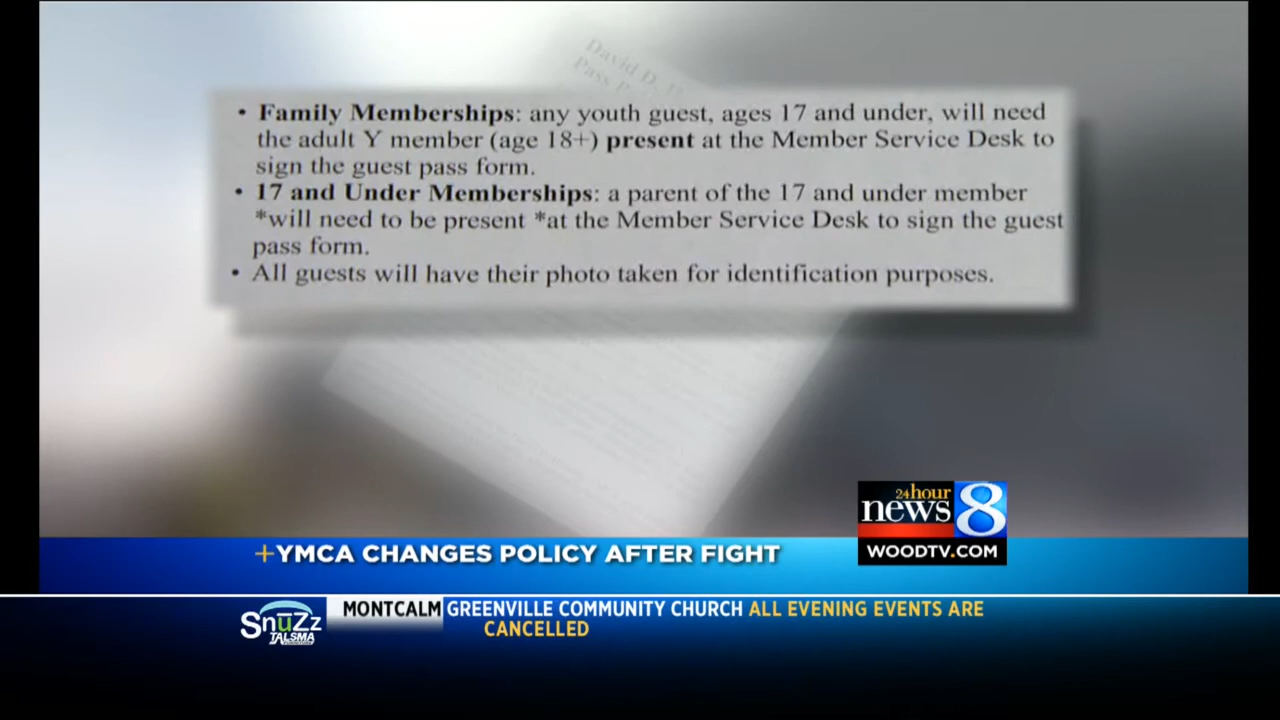 David D.
Pass
• Family Memberships: any youth guest, ages 17 and under, will need
the adult Y member (age 18+) present at the Member Service Desk to
sign the guest pass form.
• 17 and Under Memberships: a parent of the 17 and under member
*will need to be present *at the Member Service Desk to sign the guest
pass form.
• All guests will have their photo taken for identification purposes.
24hour
news 8
WOODTV.COM
+YMCA CHANGES POLICY AFTER FIGHT
Snūzz
TALSMA
MONTCALM GREENVILLE COMMUNITY CHURCH ALL EVENING EVENTS ARE
CANCELLED